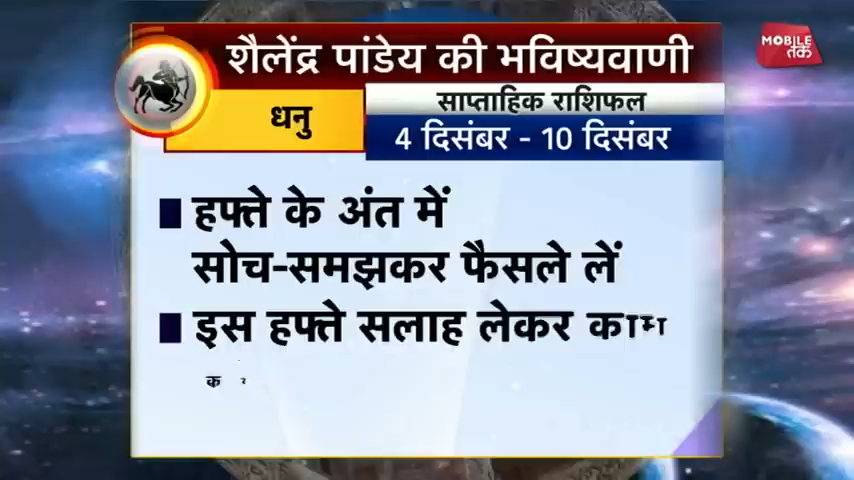 शैलेंद्र पांडेय की भविष्यवाणी
MOBILE
तक
धनु
साप्ताहिक राशिफल
4 दिसंबर - 10 दिसंबर
हफ्ते के अंत में
सोच-समझकर फैसले लें
इस हफ्ते सलाह लेकर काम